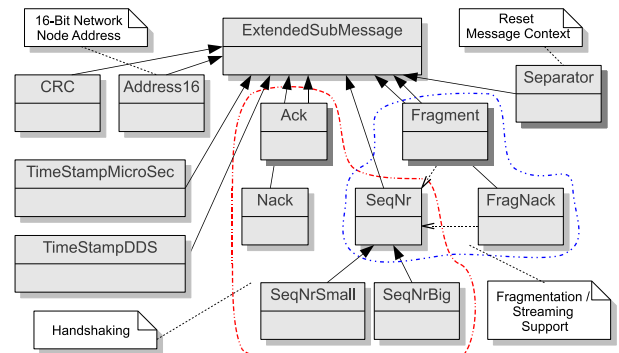 16-Bit Network
Node Address
ExtendedSubMessage
Reset
Message Context
CRC
Address16
Separator
Ack
Fragment
TimeStampMicroSec
Nack
SeqNr
FragNack
TimeStampDDS
SeqNrSmall
SeqNrBig
Fragmentation /
Streaming
Support
Handshaking